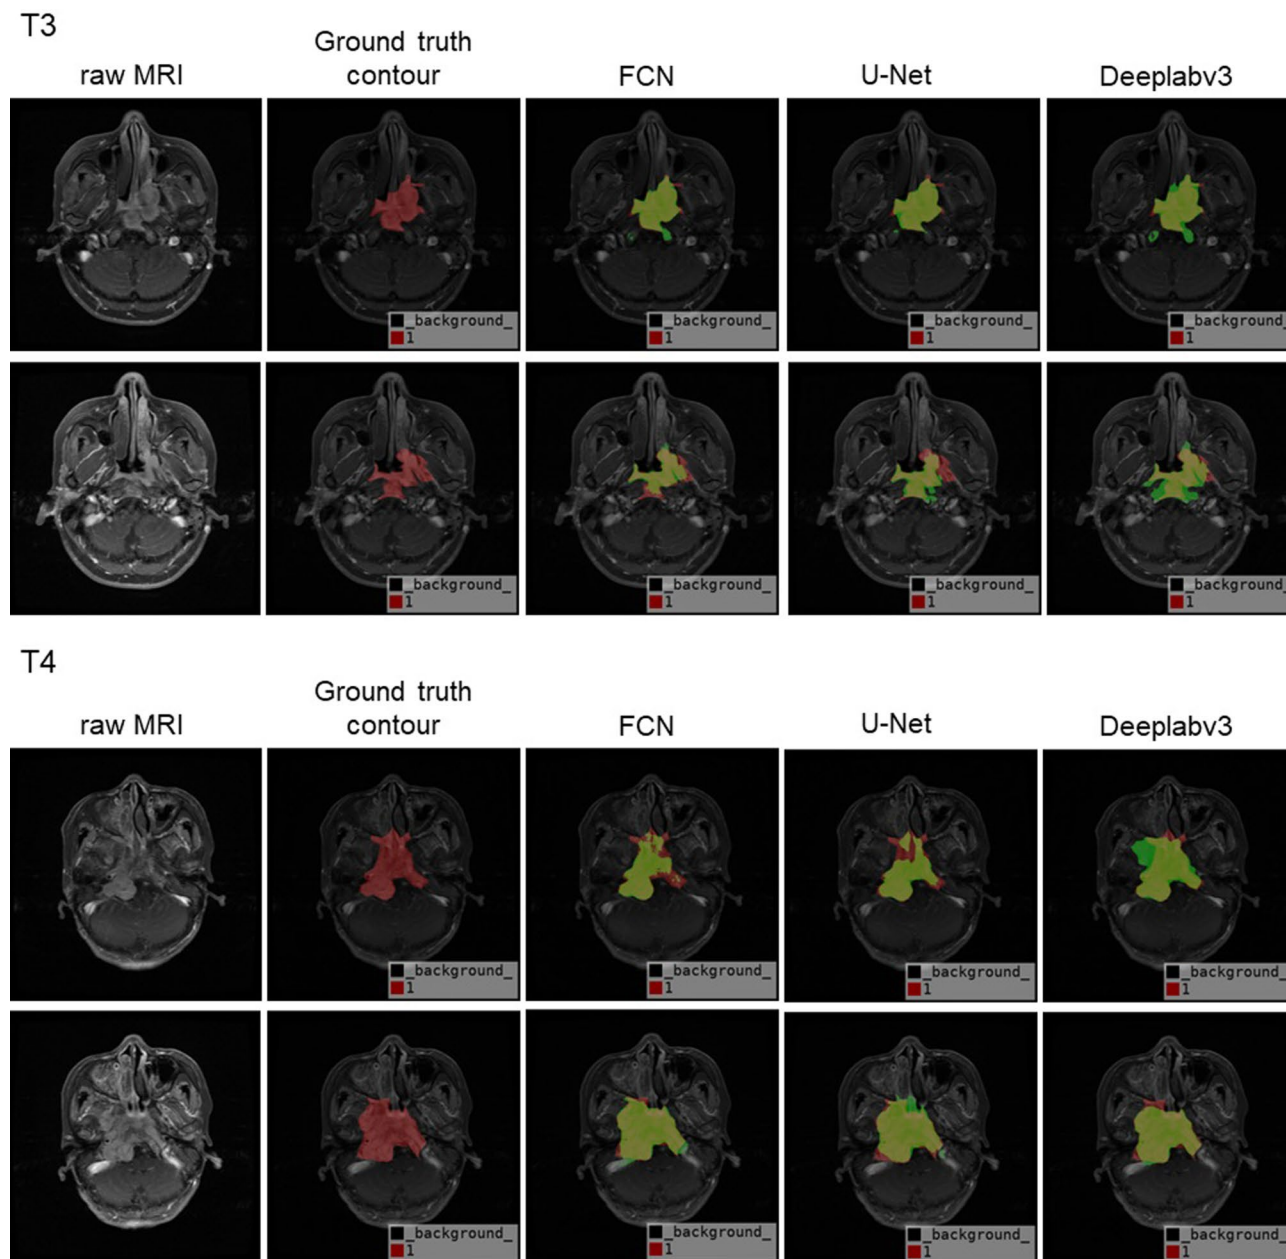 T3
raw MRI
Ground truth
contour
FCN
U-Net
Deeplabv3
_background_
1
_background_
1
_background_
1
_background_
1
_background_
1
_background_
1
_background_
1
_background_
1
T4
raw MRI
Ground truth
contour
FCN
U-Net
Deeplabv3
_background_
1
_background_
1
_background_
1
_background_
1
_background_
1
_background_
1
_background_
1
_background_
1